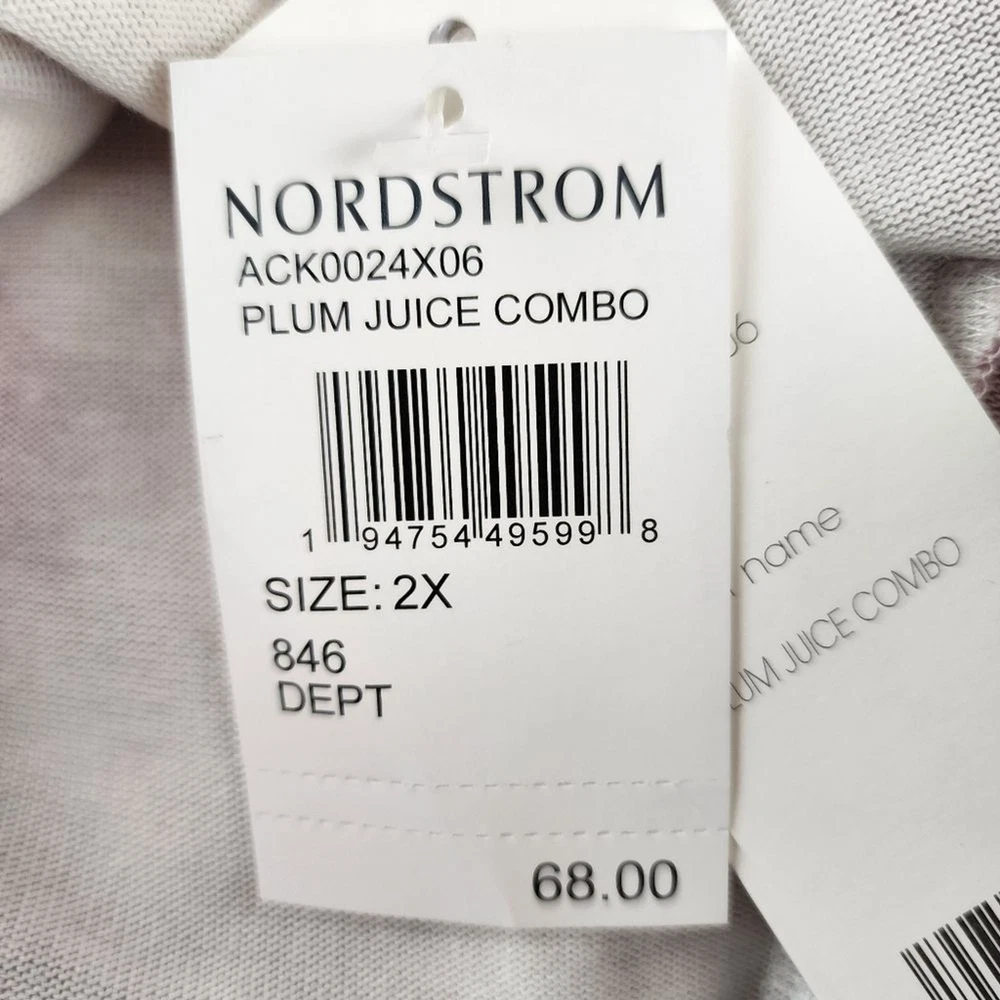 NORDSTROM
ACK0024X06
PLUM JUICE COMBO
1 94754 49599 8
SIZE: 2X
846
DEPT
68.00
06
name
PLUM JUICE COMBO